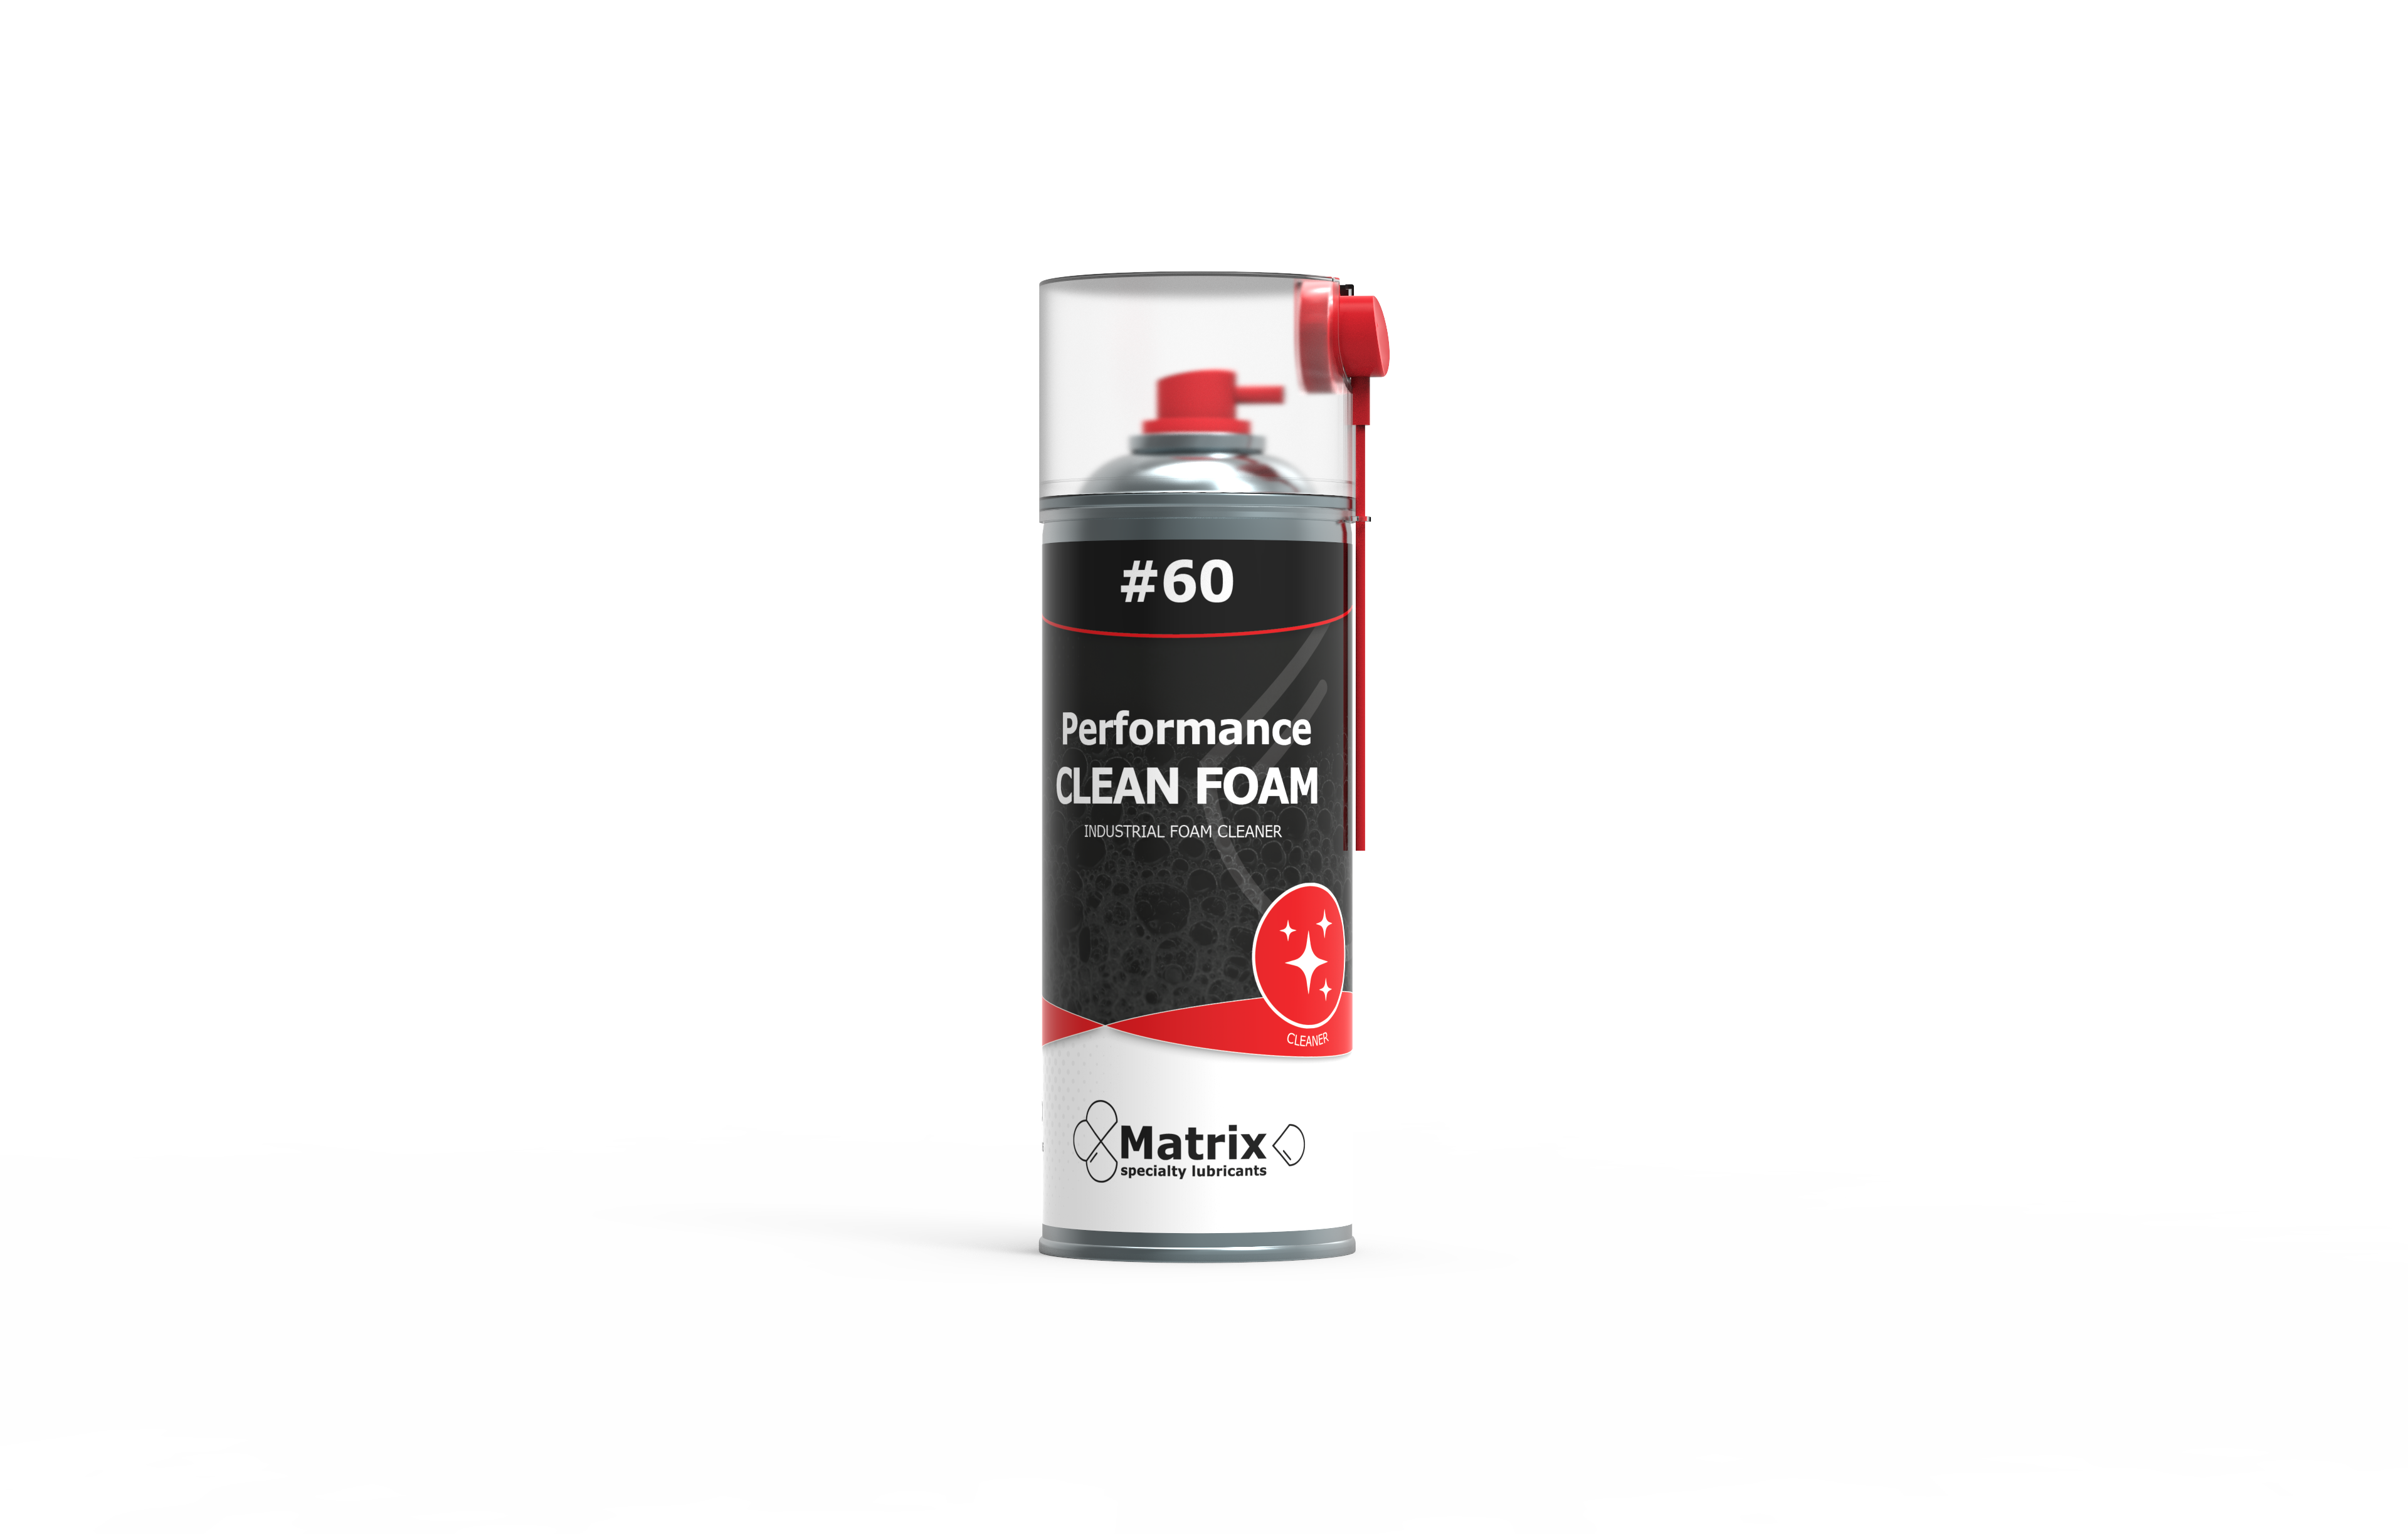 #60
Performance
CLEAN FOAM
INDUSTRIAL FOAM CLEANER
CLEANER
Matrix
specialty lubricants